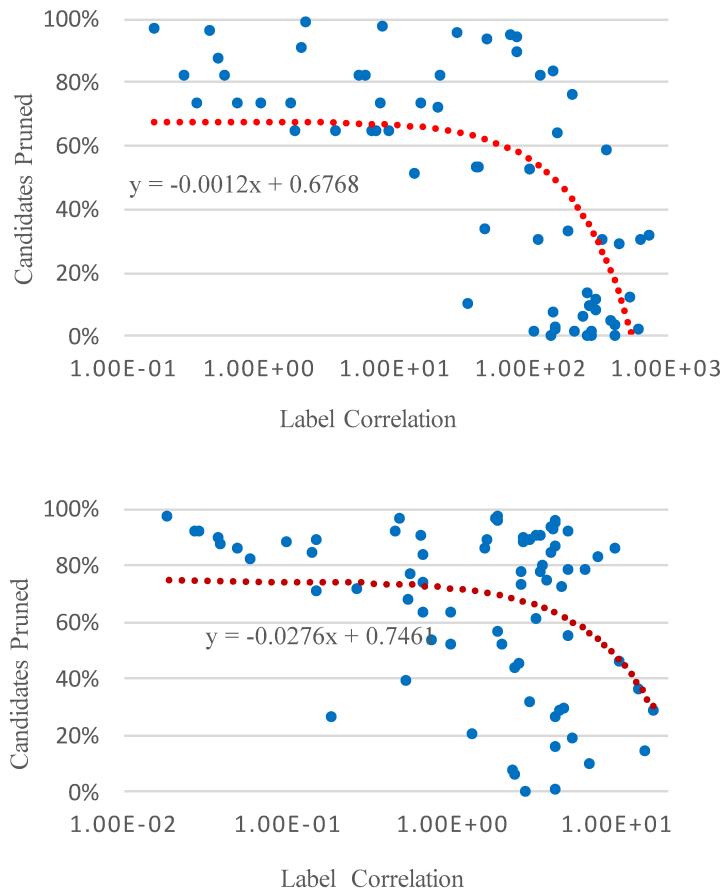 100%
80%
60%
40%
20%
0%
Candidates Pruned
y = -0.0012x + 0.6768
1.00E-01 1.00E+00 1.00E+01 1.00E+02 1.00E+03
Label Correlation
100%
80%
60%
40%
20%
0%
Candidates Pruned
y = -0.0276x + 0.7461
1.00E-02 1.00E-01 1.00E+00 1.00E+01
Label Correlation